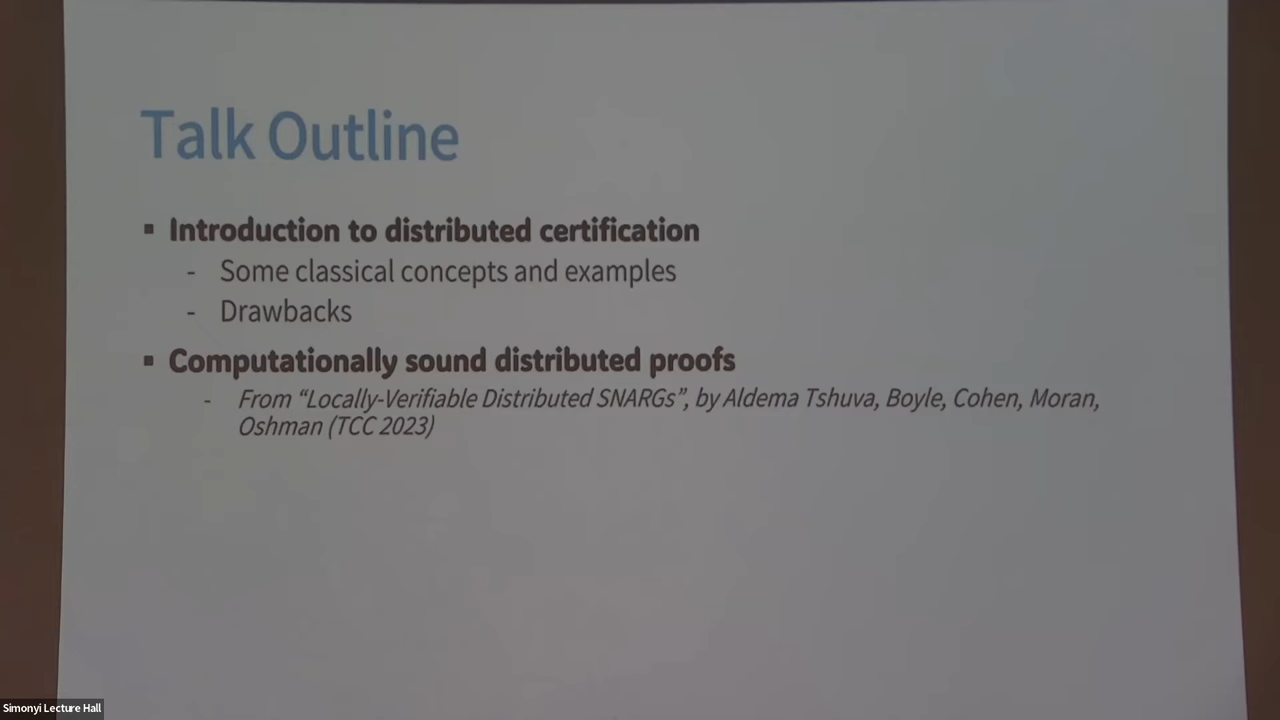 Talk Outline
▪ Introduction to distributed certification
- Some classical concepts and examples
- Drawbacks
▪ Computationally sound distributed proofs
- From “Locally-Verifiable Distributed SNARGs”, by Aldema Tshuva, Boyle, Cohen, Moran,
Oshman (TCC 2023)
Simonyi Lecture Hall